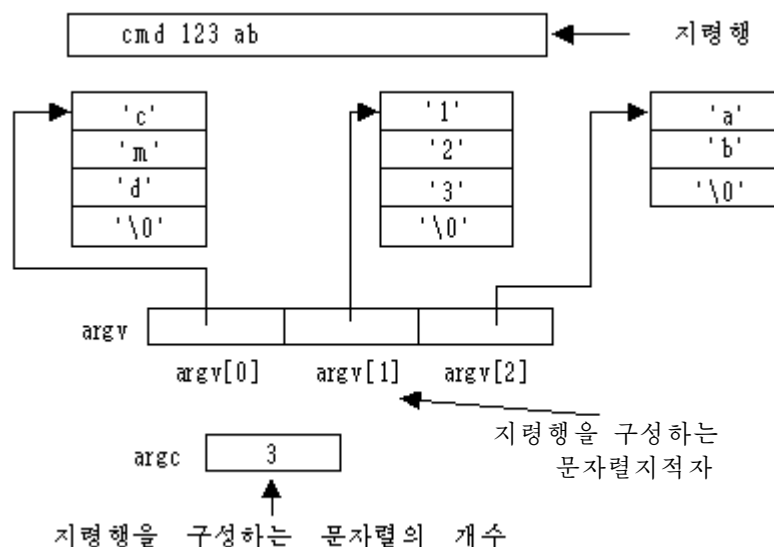 cmd 123 ab
지령행
'c' '1' 'a'
'm' '2' 'b'
'd' '3' '\0'
'\0' '\0'
argv
argv[0] argv[1] argv[2]
지령행을 구성하는
문자렬지적자
argc 3
지령행을 구성하는 문자렬의 개수